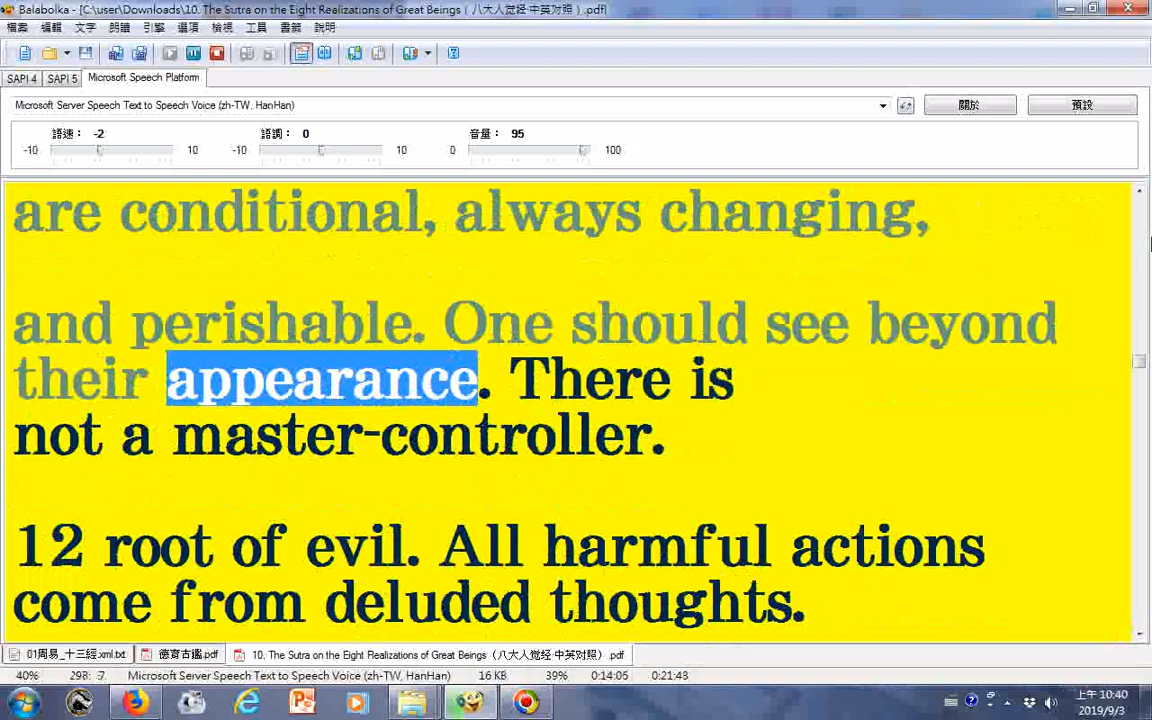 Balabolka - [C:\user\Downloads\10. The Sutra on the Eight Realizations of Great Beings（八大人觉经·中英对照）.pdf]
檔案 編輯 文字 朗讀 引擎 選項 檢視 工具 書籤 說明
SAPI 4 SAPI 5 Microsoft Speech Platform
Microsoft Server Speech Text to Speech Voice (zh-TW, HanHan) 關於 預設
語速： -2 語調： 0 音量： 95
-10 10 -10 10 0 100
are conditional, always changing,
and perishable. One should see beyond
their appearance. There is
not a master-controller.
12 root of evil. All harmful actions
come from deluded thoughts.
01周易_十三經.xml.txt 德育古鑑.pdf 10. The Sutra on the Eight Realizations of Great Beings（八大人觉经·中英对照）.pdf
40% 298: 7 Microsoft Server Speech Text to Speech Voice (zh-TW, HanHan) 16 KB 39% 0:14:05 0:21:43
上午 10:40
2019/9/3